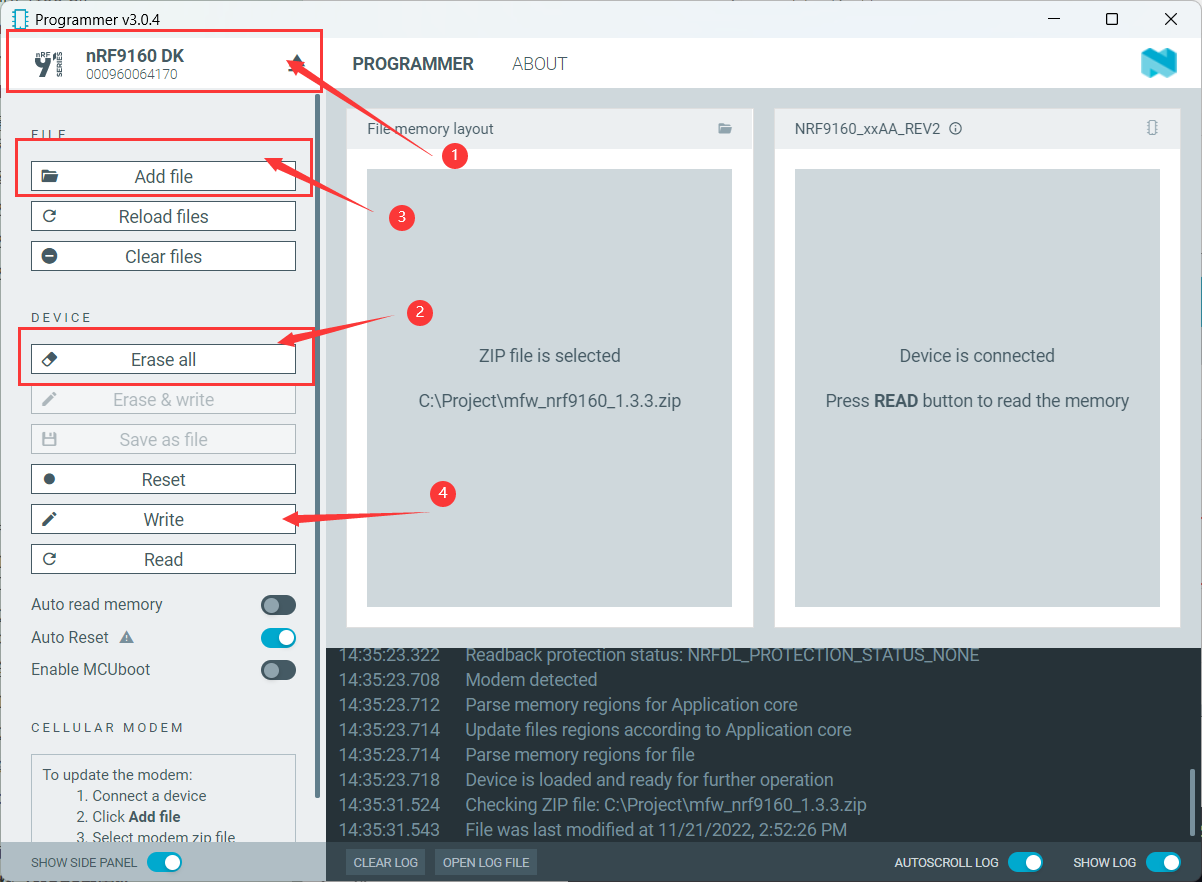 Programmer v3.0.4
nRF
91
SERIES
nRF9160 DK
000960064170
PROGRAMMER
ABOUT
FILE
Add file
Reload files
Clear files
DEVICE
Erase all
Erase & write
Save as file
Reset
Write
Read
Auto read memory
Auto Reset
Enable MCUboot
CELLULAR MODEM
To update the modem:
1. Connect a device
2. Click Add file
3. Select modem zip file
SHOW SIDE PANEL
File memory layout
1
3
2
4
ZIP file is selected
C:\Project\mfw_nrf9160_1.3.3.zip
NRF9160_xxAA_REV2
Device is connected
Press READ button to read the memory
14:35:23.322 Readback protection status: NRFDL_PROTECTION_STATUS_NONE
14:35:23.708 Modem detected
14:35:23.712 Parse memory regions for Application core
14:35:23.714 Update files regions according to Application core
14:35:23.714 Parse memory regions for file
14:35:23.718 Device is loaded and ready for further operation
14:35:31.524 Checking ZIP file: C:\Project\mfw_nrf9160_1.3.3.zip
14:35:31.543 File was last modified at 11/21/2022, 2:52:26 PM
CLEAR LOG
OPEN LOG FILE
AUTOSCROLL LOG
SHOW LOG